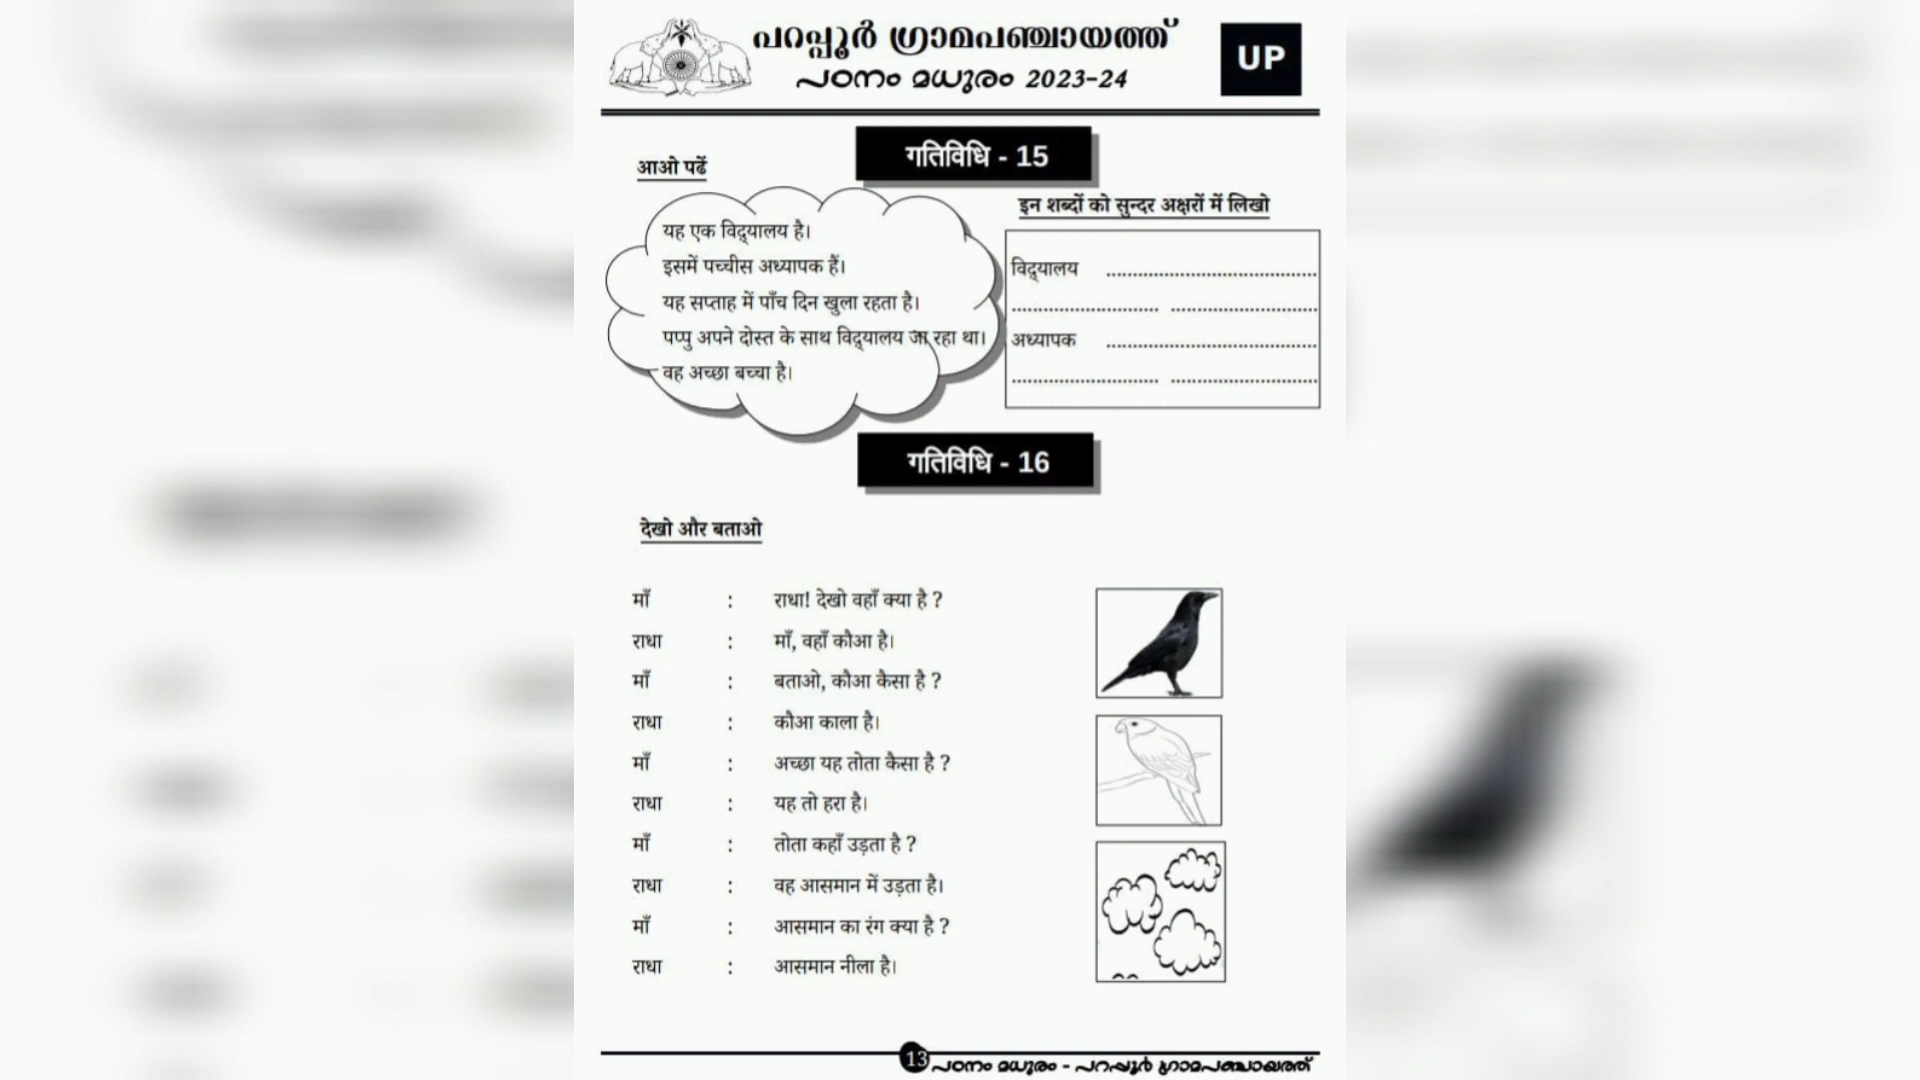 പറപ്പൂർ ഗ്രാമപഞ്ചായത്ത്
പഠനം മധുരം 2023-24
UP
गतिविधि - 15
आओ पढें
यह एक विद्यालय है।
इसमें पच्चीस अध्यापक हैं।
यह सप्ताह में पाँच दिन खुला रहता है।
पप्पु अपने दोस्त के साथ विद्यालय जा रहा था।
वह अच्छा बच्चा है।
इन शब्दों को सुन्दर अक्षरों में लिखो
विद्यालय
अध्यापक
गतिविधि - 16
देखो और बताओ
माँ : राधा! देखो वहाँ क्या है ?
राधा : माँ, वहाँ कौआ है।
माँ : बताओ, कौआ कैसा है ?
राधा : कौआ काला है।
माँ : अच्छा यह तोता कैसा है ?
राधा : यह तो हरा है।
माँ : तोता कहाँ उड़ता है ?
राधा : वह आसमान में उड़ता है।
माँ : आसमान का रंग क्या है ?
राधा : आसमान नीला है।
13 പഠനം മധുരം - പറപ്പൂർ ഗ്രാമപഞ്ചായത്ത്